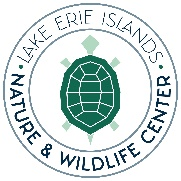 LAKE ERIE ISLANDS
• NATURE & WILDLIFE CENTER •